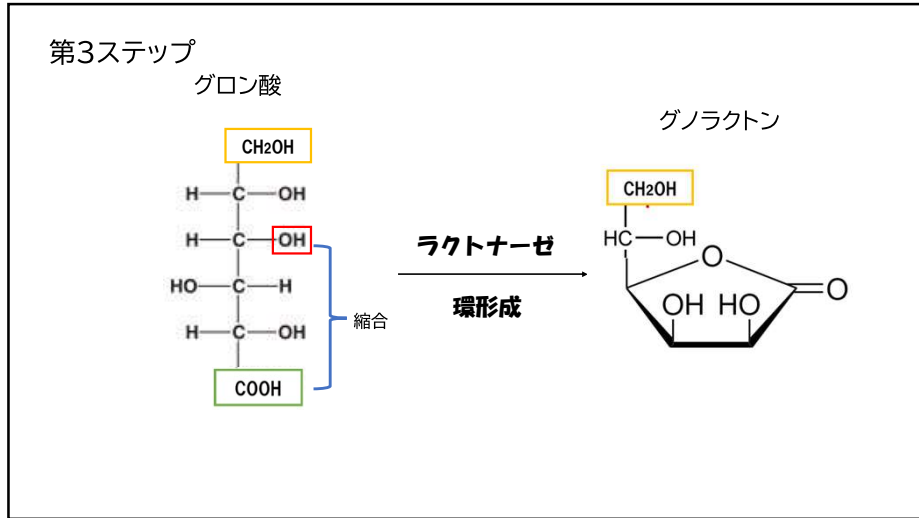 第3ステップ
グロン酸
グノラクトン
CH2OH
H C OH
H C OH
HO C H
H C OH
COOH
縮合
ラクトナーゼ
環形成
CH2OH
HC OH
O
OH HO
O